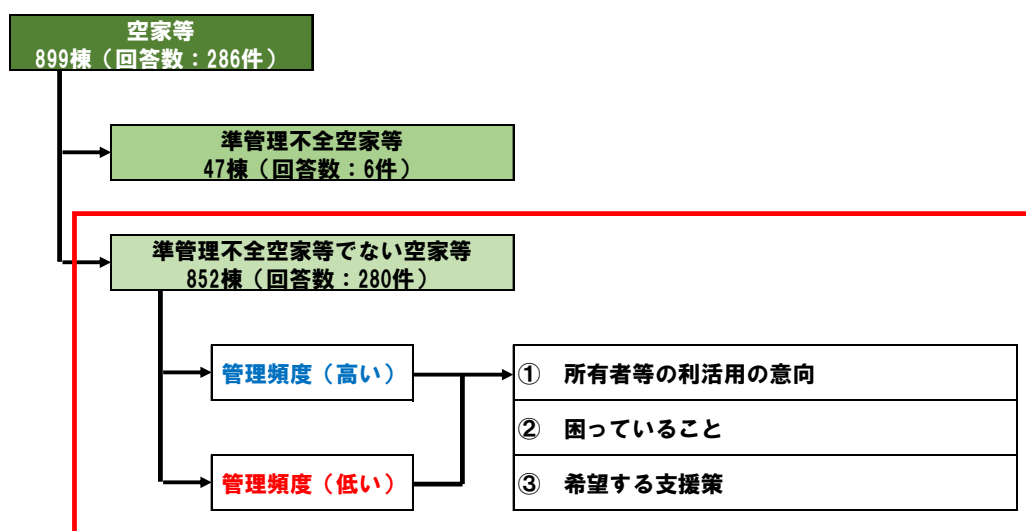 空家等
899棟（回答数：286件）
準管理不全空家等
47棟（回答数：6件）
準管理不全空家等でない空家等
852棟（回答数：280件）
管理頻度（高い）
① 所有者等の利活用の意向
② 困っていること
管理頻度（低い）
③ 希望する支援策